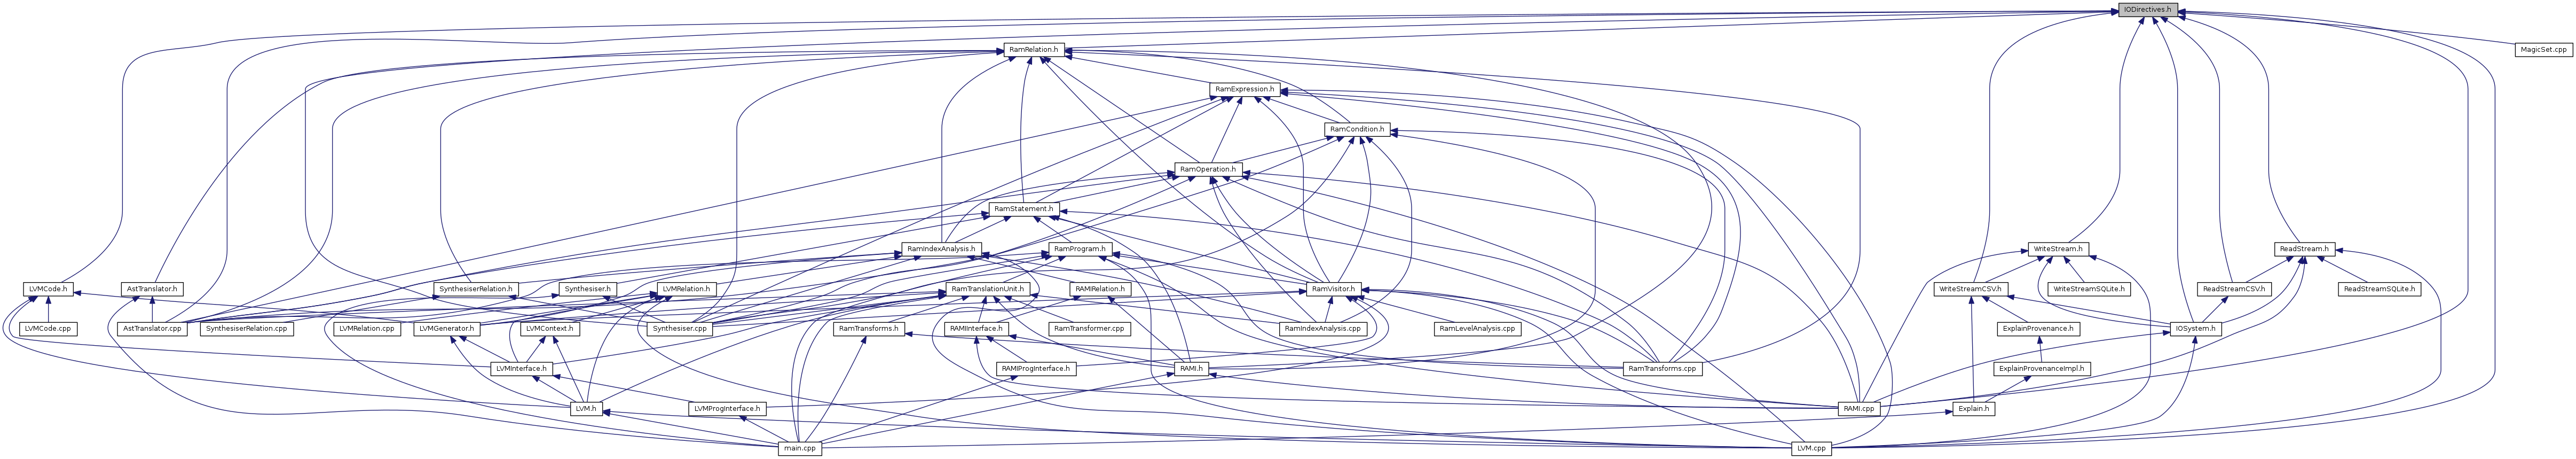 IODirectives.h
RamRelation.h
MagicSet.cpp
RamExpression.h
RamCondition.h
RamOperation.h
RamStatement.h
RamIndexAnalysis.h
RamProgram.h
WriteStream.h
ReadStream.h
LVMCode.h
AstTranslator.h
SynthesiserRelation.h
Synthesiser.h
LVMRelation.h
RamTranslationUnit.h
RAMIRelation.h
RamVisitor.h
WriteStreamCSV.h
WriteStreamSQLite.h
ReadStreamCSV.h
ReadStreamSQLite.h
LVMCode.cpp
AstTranslator.cpp
SynthesiserRelation.cpp
LVMRelation.cpp
LVMGenerator.h
LVMContext.h
Synthesiser.cpp
RamTransforms.h
RAMIInterface.h
RamTransformer.cpp
RamIndexAnalysis.cpp
RamLevelAnalysis.cpp
ExplainProvenance.h
IOSystem.h
LVMInterface.h
RAMIProgInterface.h
RAMI.h
RamTransforms.cpp
ExplainProvenanceImpl.h
LVM.h
LVMProgInterface.h
RAMI.cpp
Explain.h
main.cpp
LVM.cpp